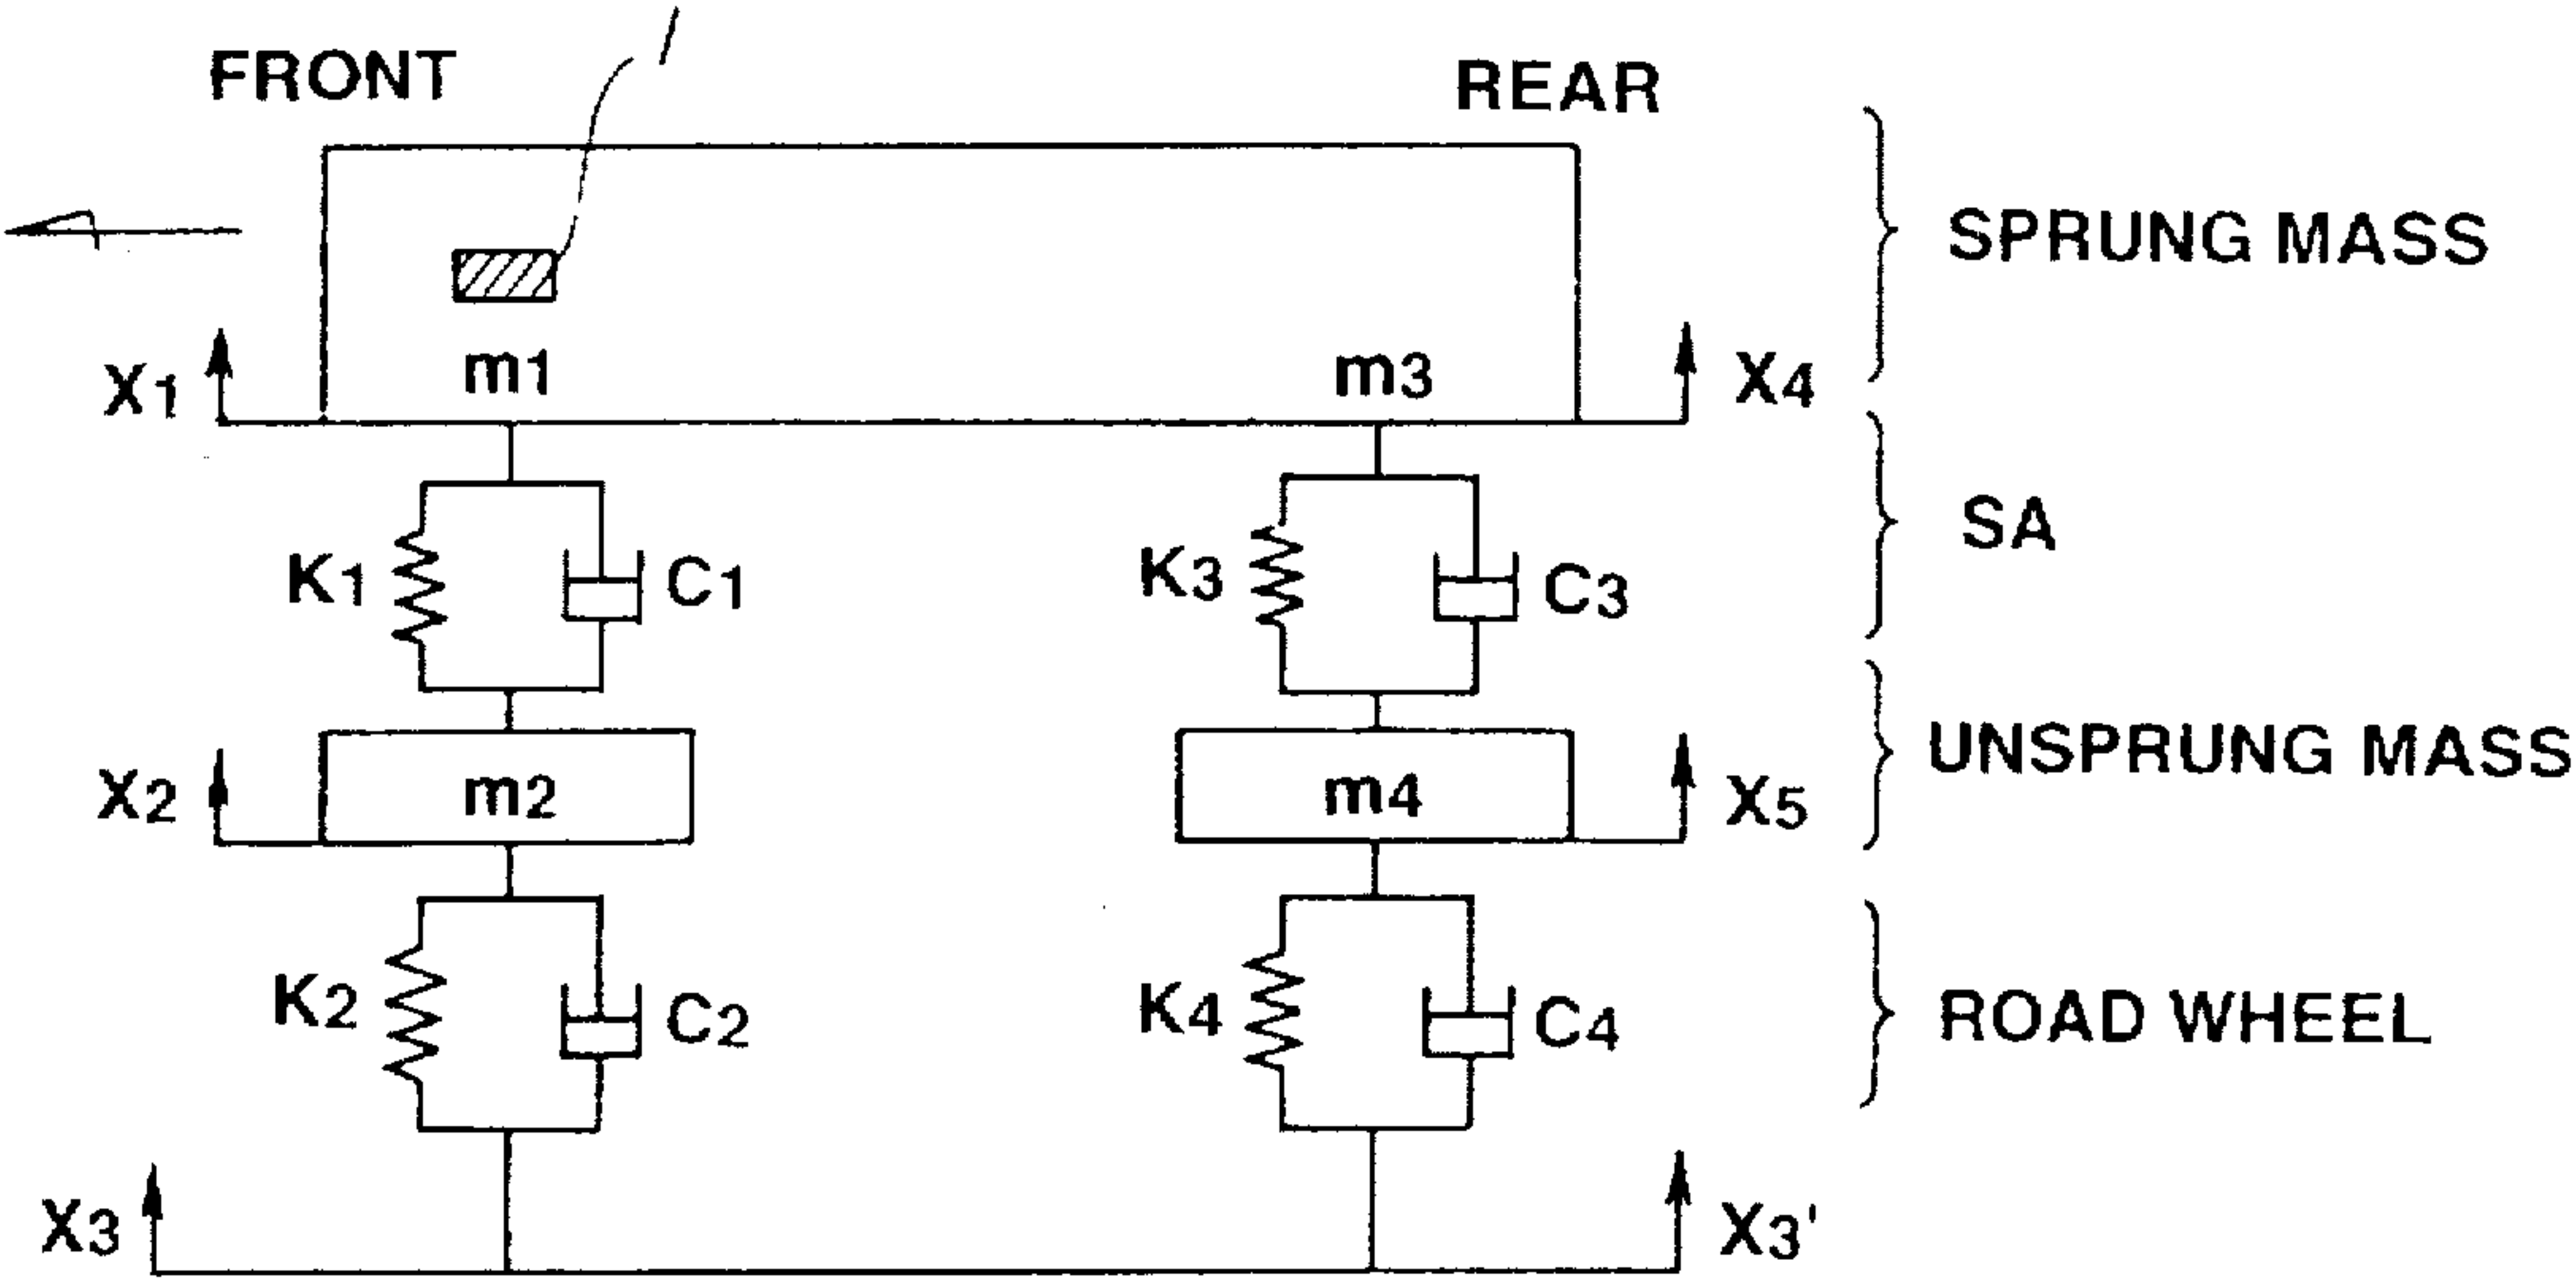 1
FRONT
REAR
SPRUNG MASS
X1
m1
m3
X4
SA
K1
C1
K3
C3
UNSPRUNG MASS
X2
m2
m4
X5
K2
C2
K4
C4
ROAD WHEEL
X3
X3'